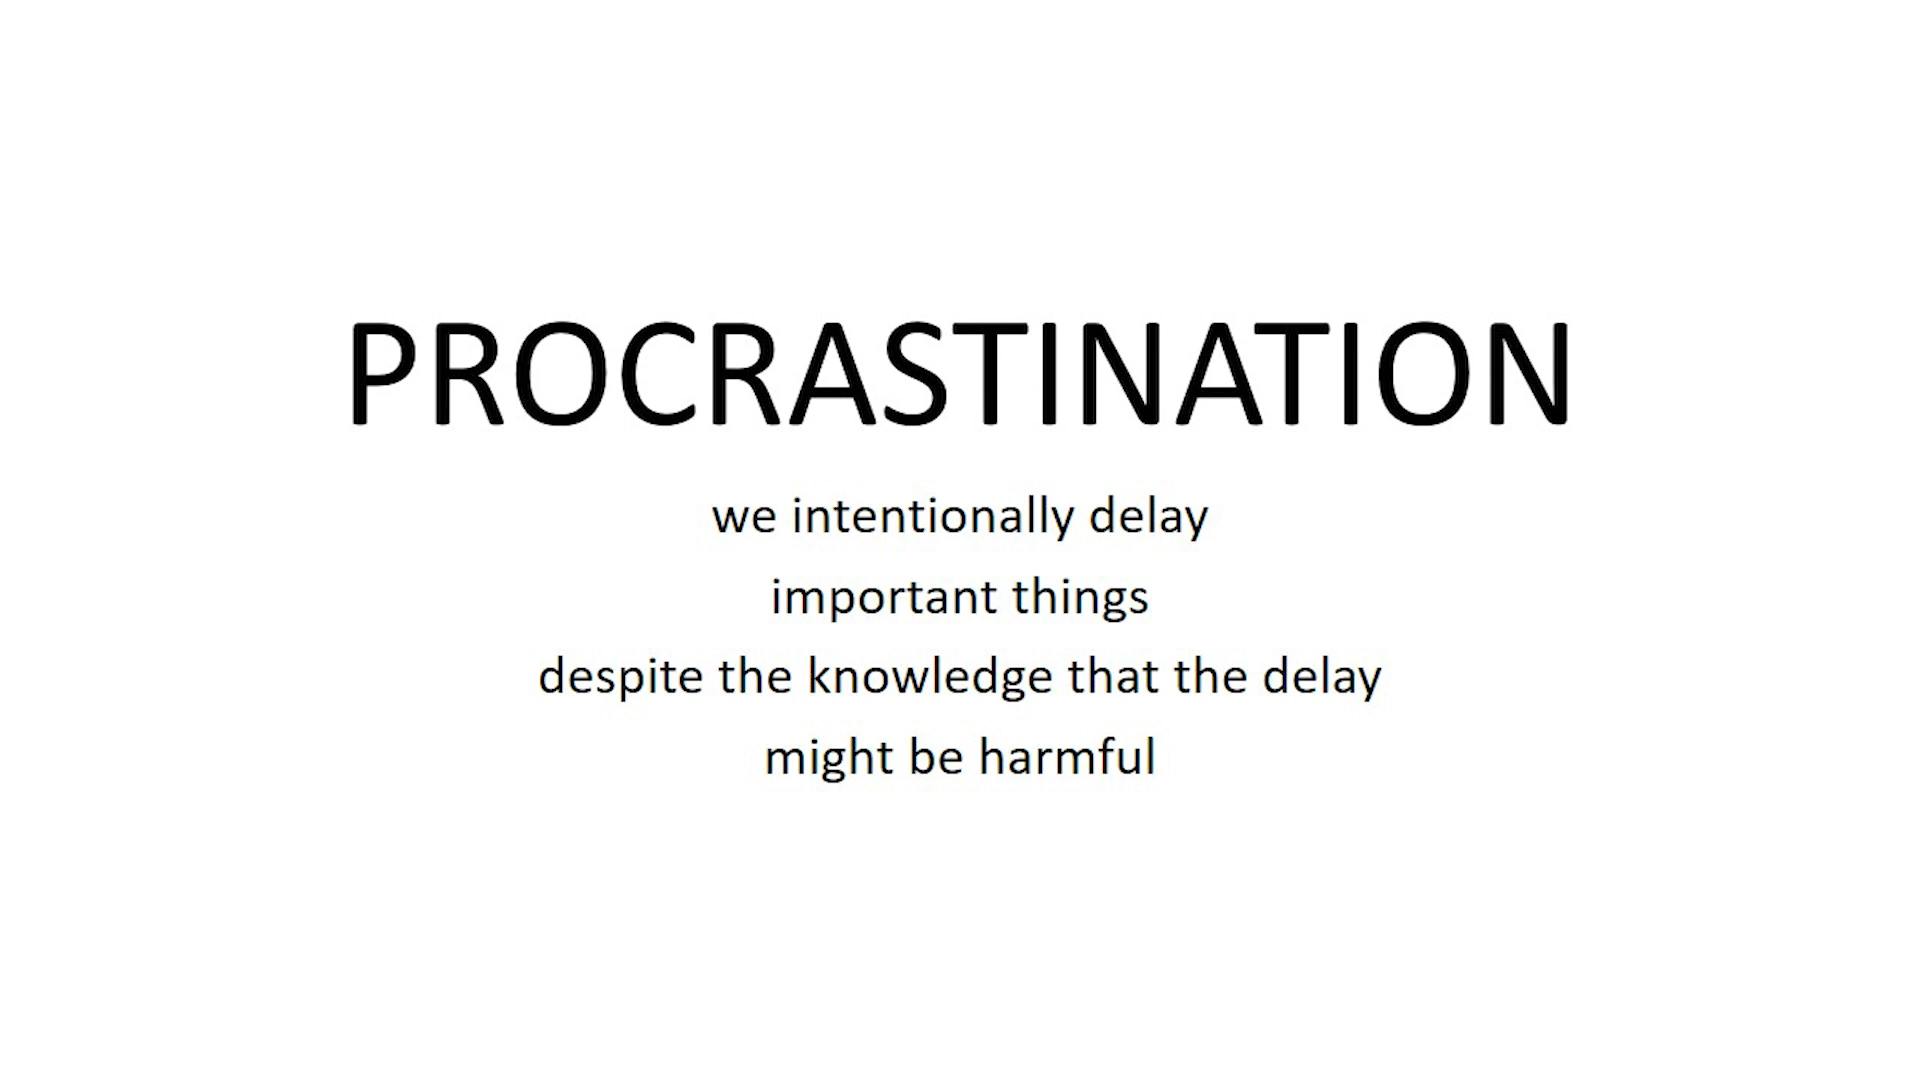 PROCRASTINATION
we intentionally delay
important things
despite the knowledge that the delay
might be harmful